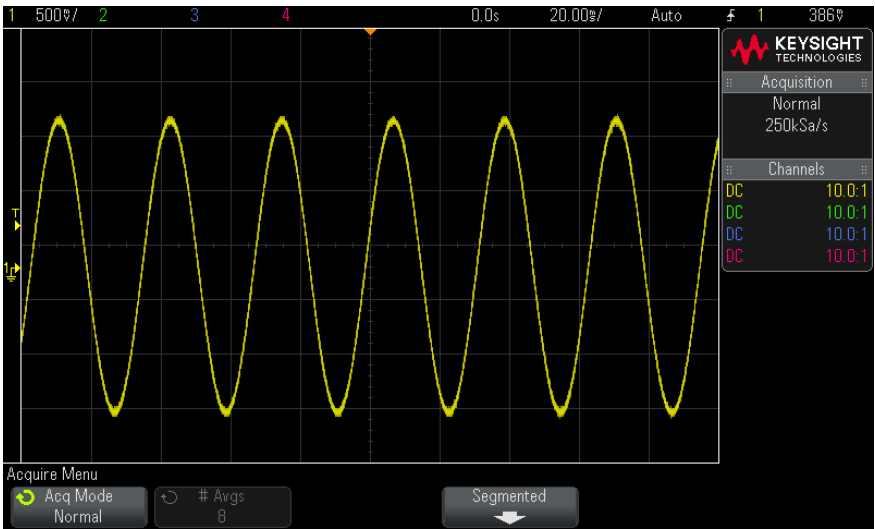 1 500mV/ 2 3 4 0.0s 20.00ms/ Auto 1 386mV
KEYSIGHT
TECHNOLOGIES
Acquisition
Normal
250kSa/s
Channels
DC 10.0:1
DC 10.0:1
DC 10.0:1
DC 10.0:1
T
1
Acquire Menu
Acq Mode
Normal
# Avgs
8
Segmented